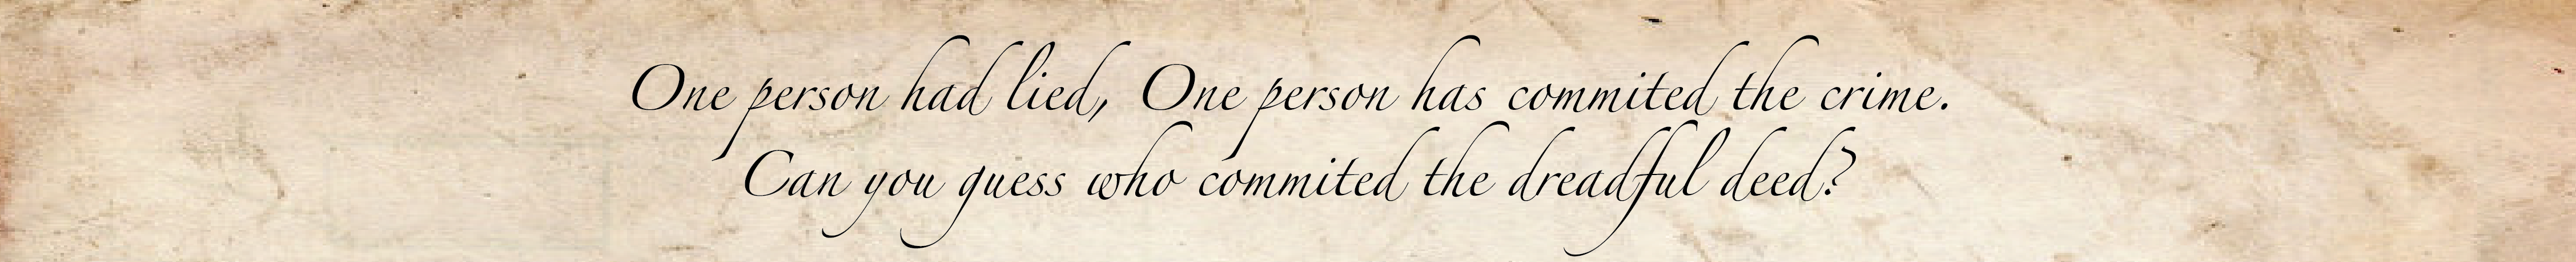 One person had lied, One person has commited the crime.
Can you guess who commited the dreadful deed?